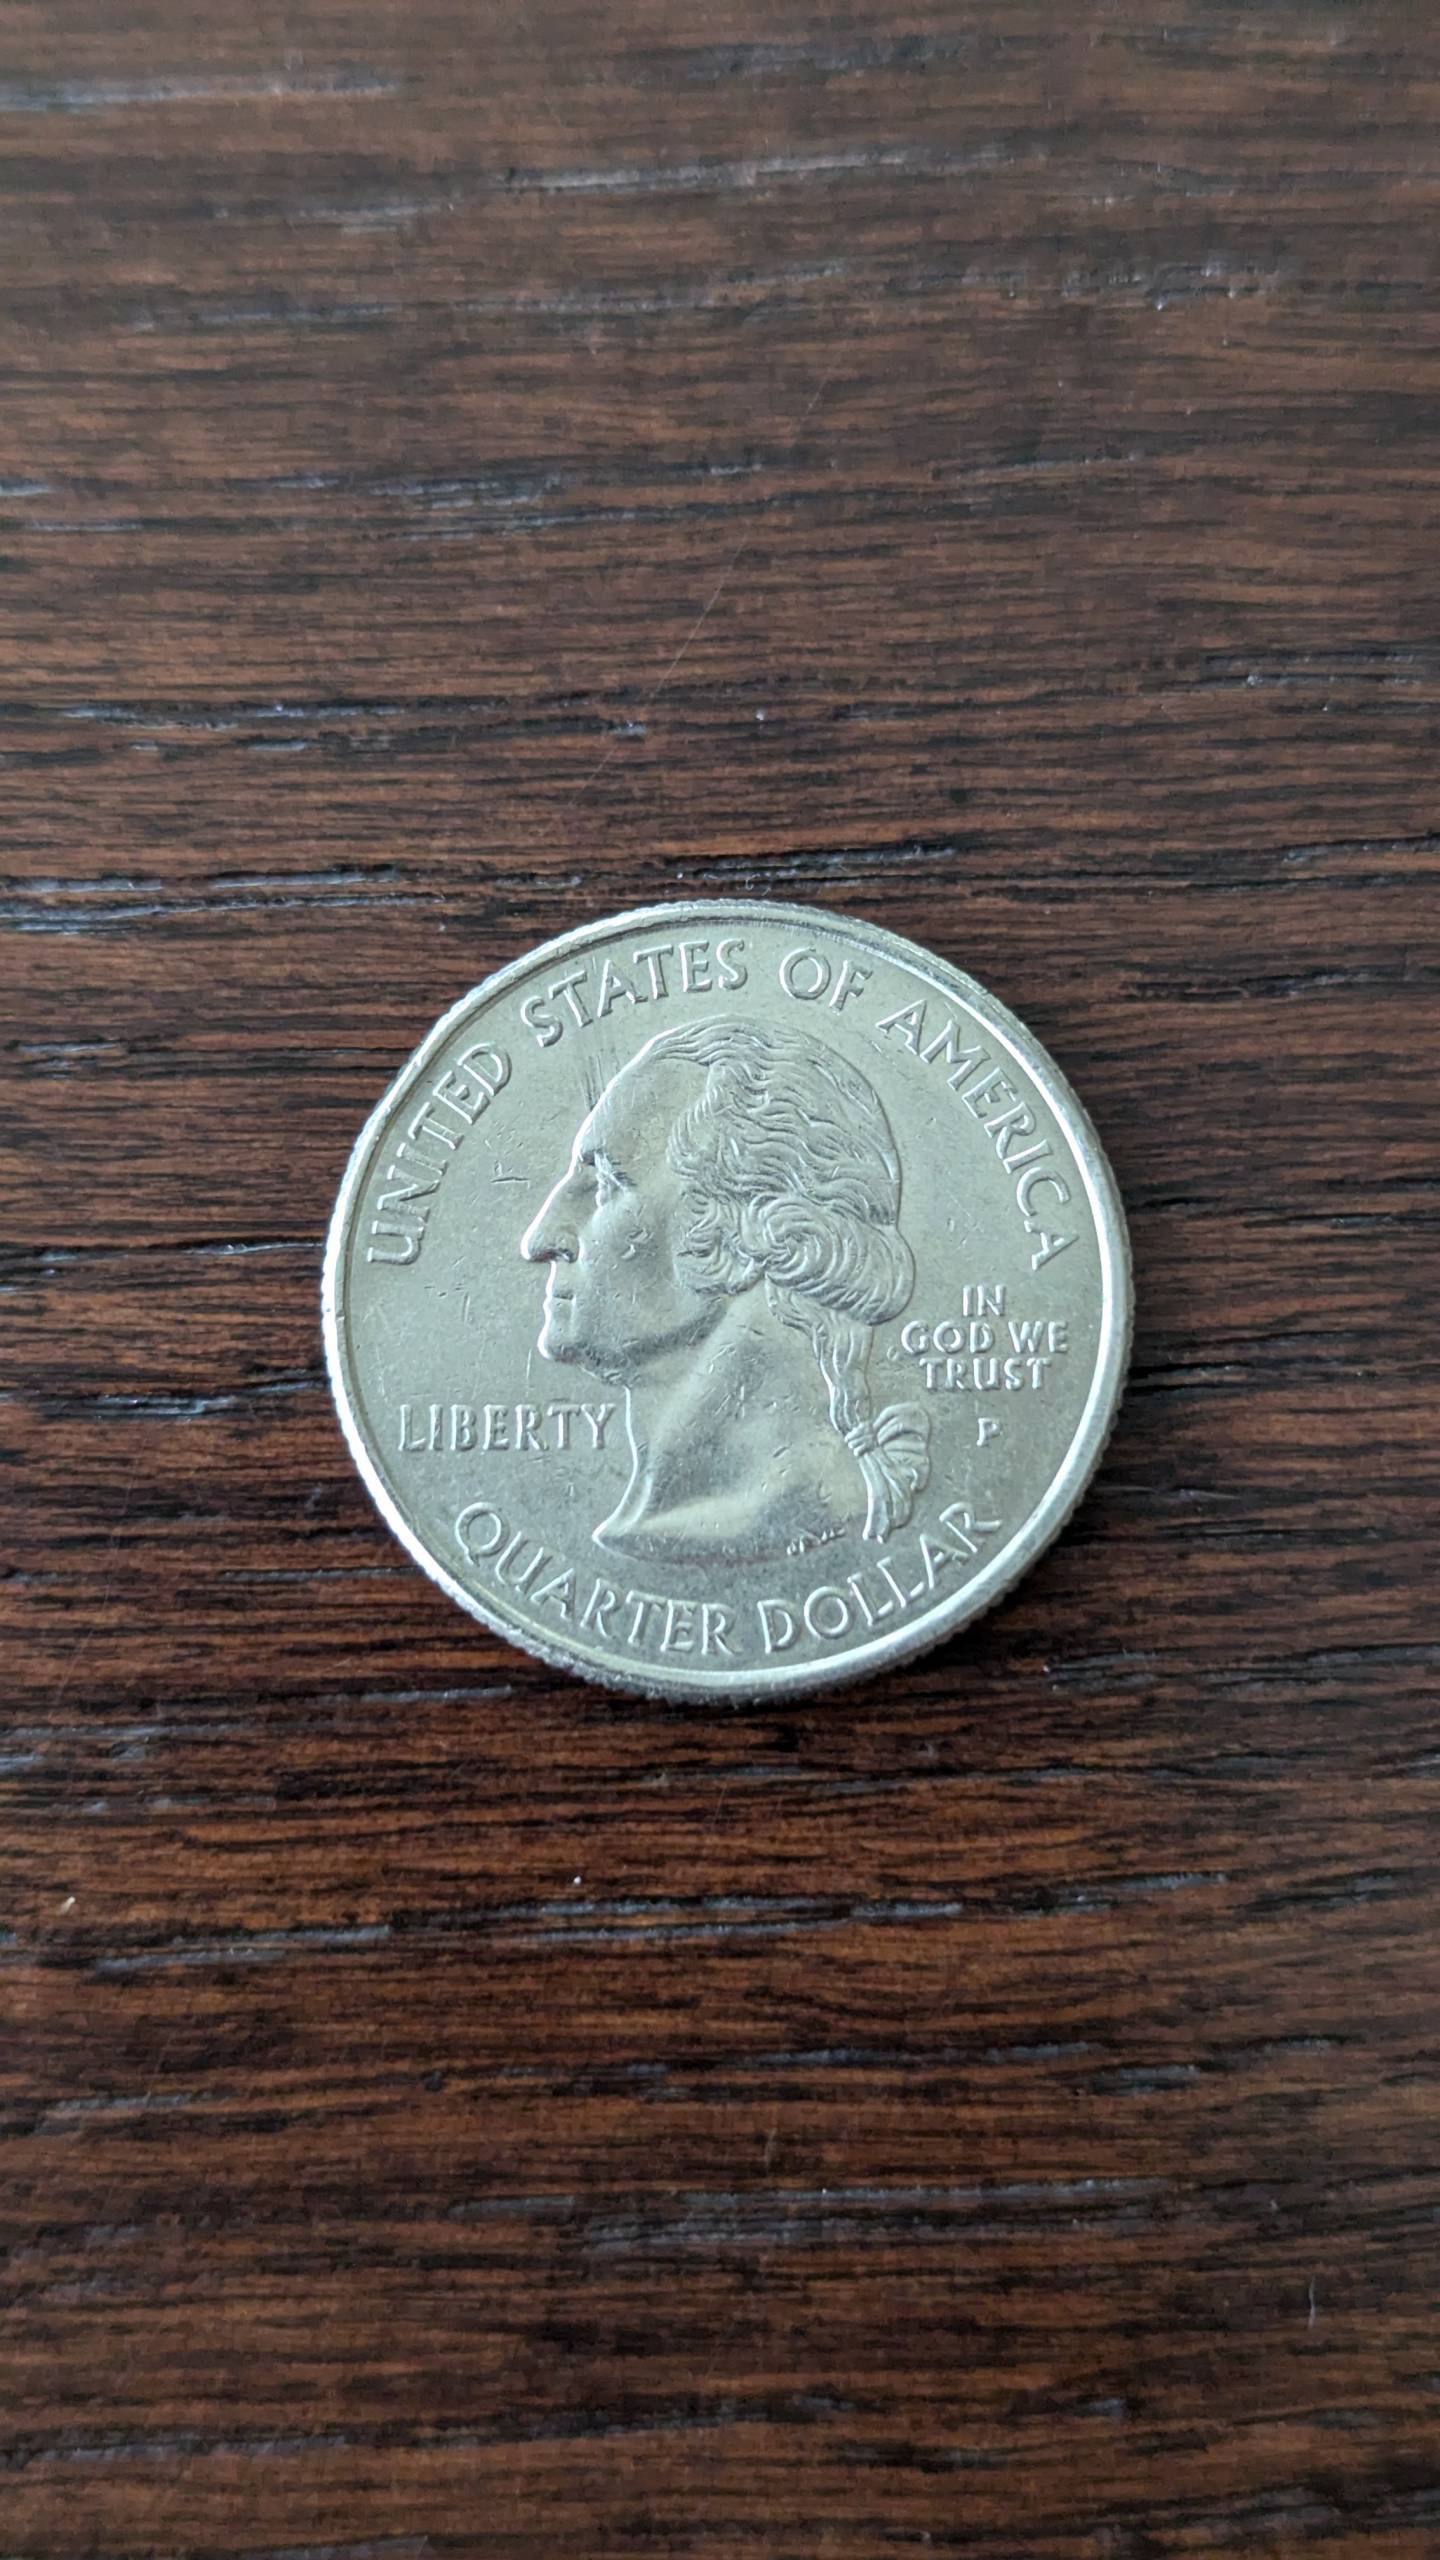 UNITED STATES OF AMERICA
IN
GOD WE
TRUST
LIBERTY
P
QUARTER DOLLAR